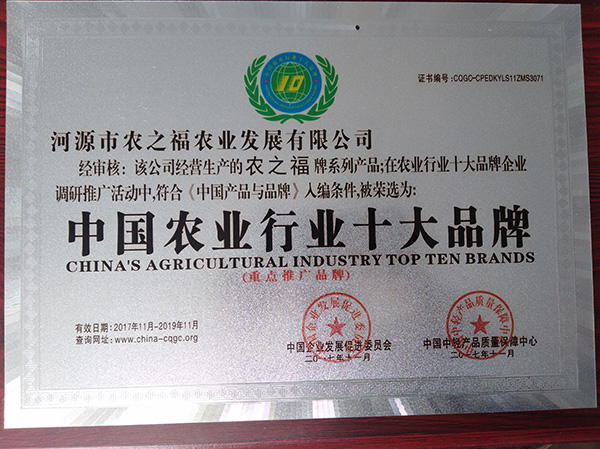 10
证书编号:CQGO-CPEDKYLS11ZMS3071
河源市农之福农业发展有限公司
经审核：该公司经营生产的农之福牌系列产品;在农业行业十大品牌企业
调研推广活动中,符合《中国产品与品牌》入编条件,被荣选为:
中国农业行业十大品牌
CHINA'S AGRICULTURAL INDUSTRY TOP TEN BRANDS
(重点推广品牌)
有效日期:2017年11月-2019年11月
查询网址:www.china-cqgc.org
中国企业发展促进委员会
二〇一七年十一月
中国中轻产品质量保障中心
二〇一七年十一月